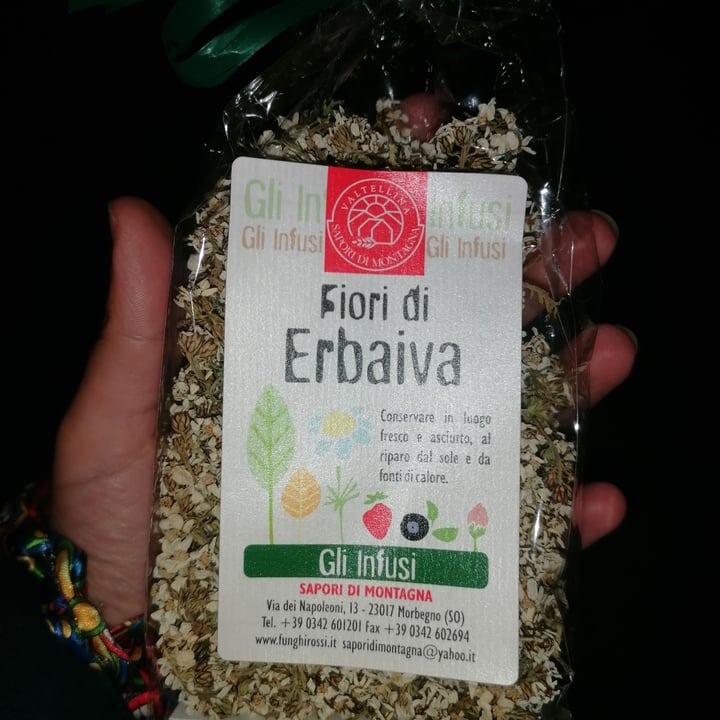 Gli In
Infusi
Gli Infusi
Gli Infusi
VALTELLINA
SAPORI DI MONTAGNA
Fiori di
Erbaiva
Conservare in luogo
fresco e asciutto, al
riparo dal sole e da
fonti di calore.
Gli Infusi
SAPORI DI MONTAGNA
Via dei Napoleoni, 13 - 23017 Morbegno (SO)
Tel. +39 0342 601201 Fax +39 0342 602694
www.funghirossi.it saporidimontagna@yahoo.it